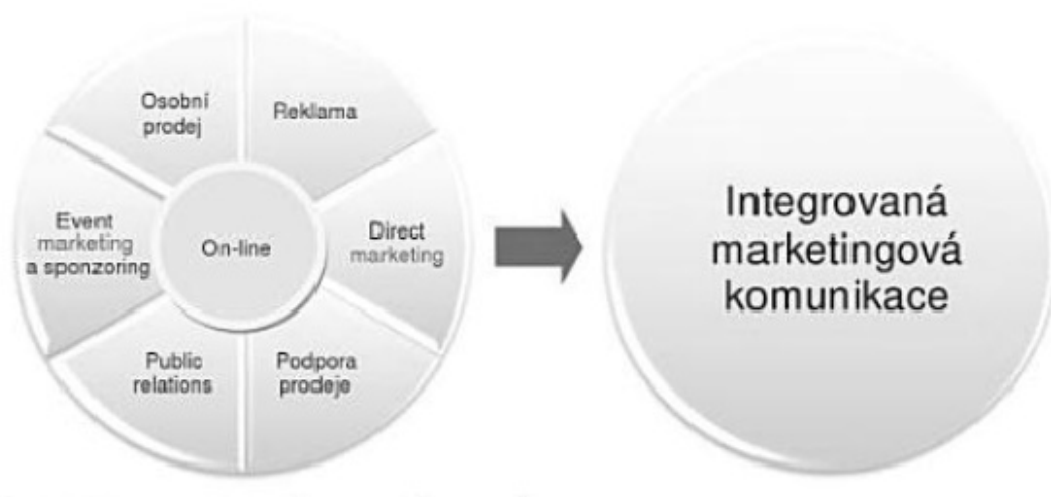 Osobní
prodej
Reklama
Event
marketing
a sponzoring
On-line
Direct
marketing
Public
relations
Podpora
prodeje
Integrovaná
marketingová
komunikace